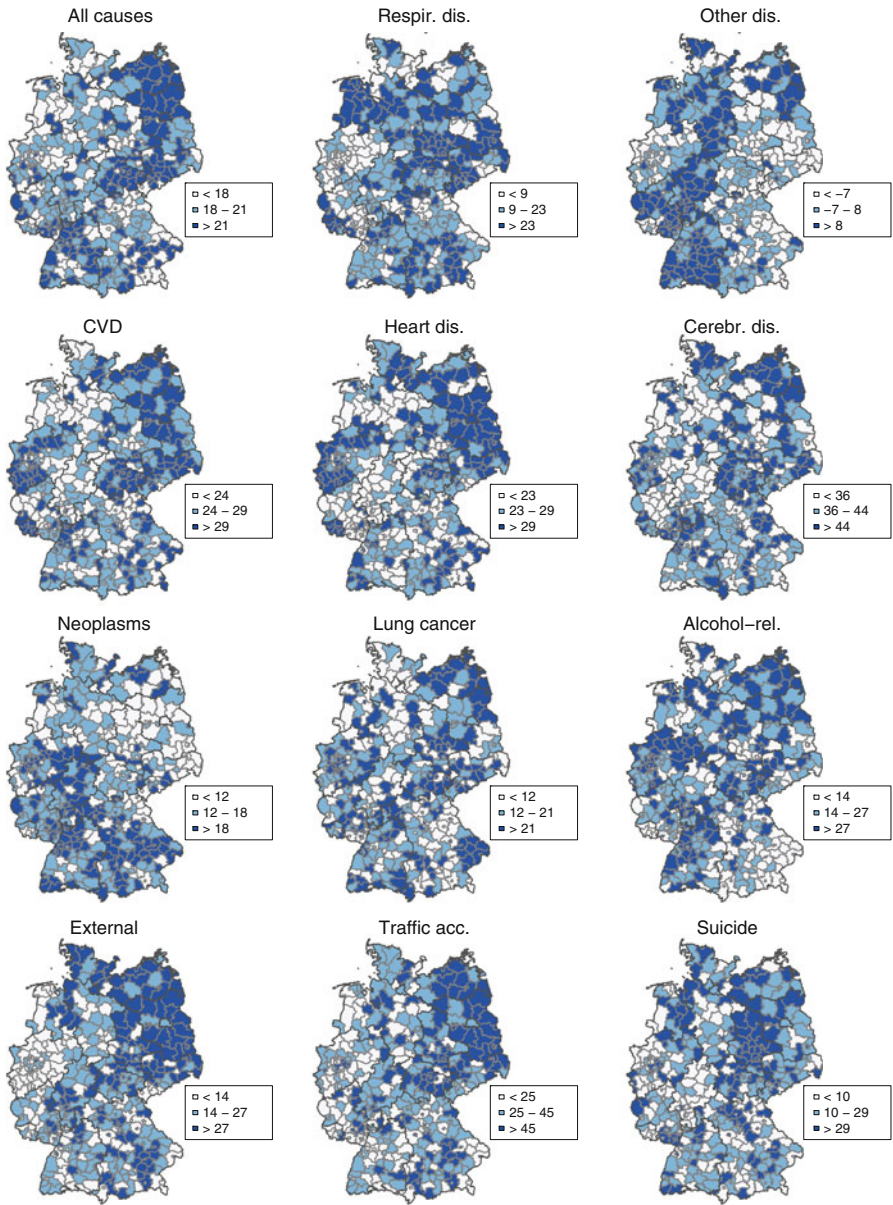 All causes
Respir. dis.
Other dis.
< 18
18 − 21
> 21
< 9
9 − 23
> 23
< −7
−7 − 8
> 8
CVD
Heart dis.
Cerebr. dis.
< 24
24 − 29
> 29
< 23
23 − 29
> 29
< 36
36 − 44
> 44
Neoplasms
Lung cancer
Alcohol−rel.
< 12
12 − 18
> 18
< 12
12 − 21
> 21
< 14
14 − 27
> 27
External
Traffic acc.
Suicide
< 14
14 − 27
> 27
< 25
25 − 45
> 45
< 10
10 − 29
> 29